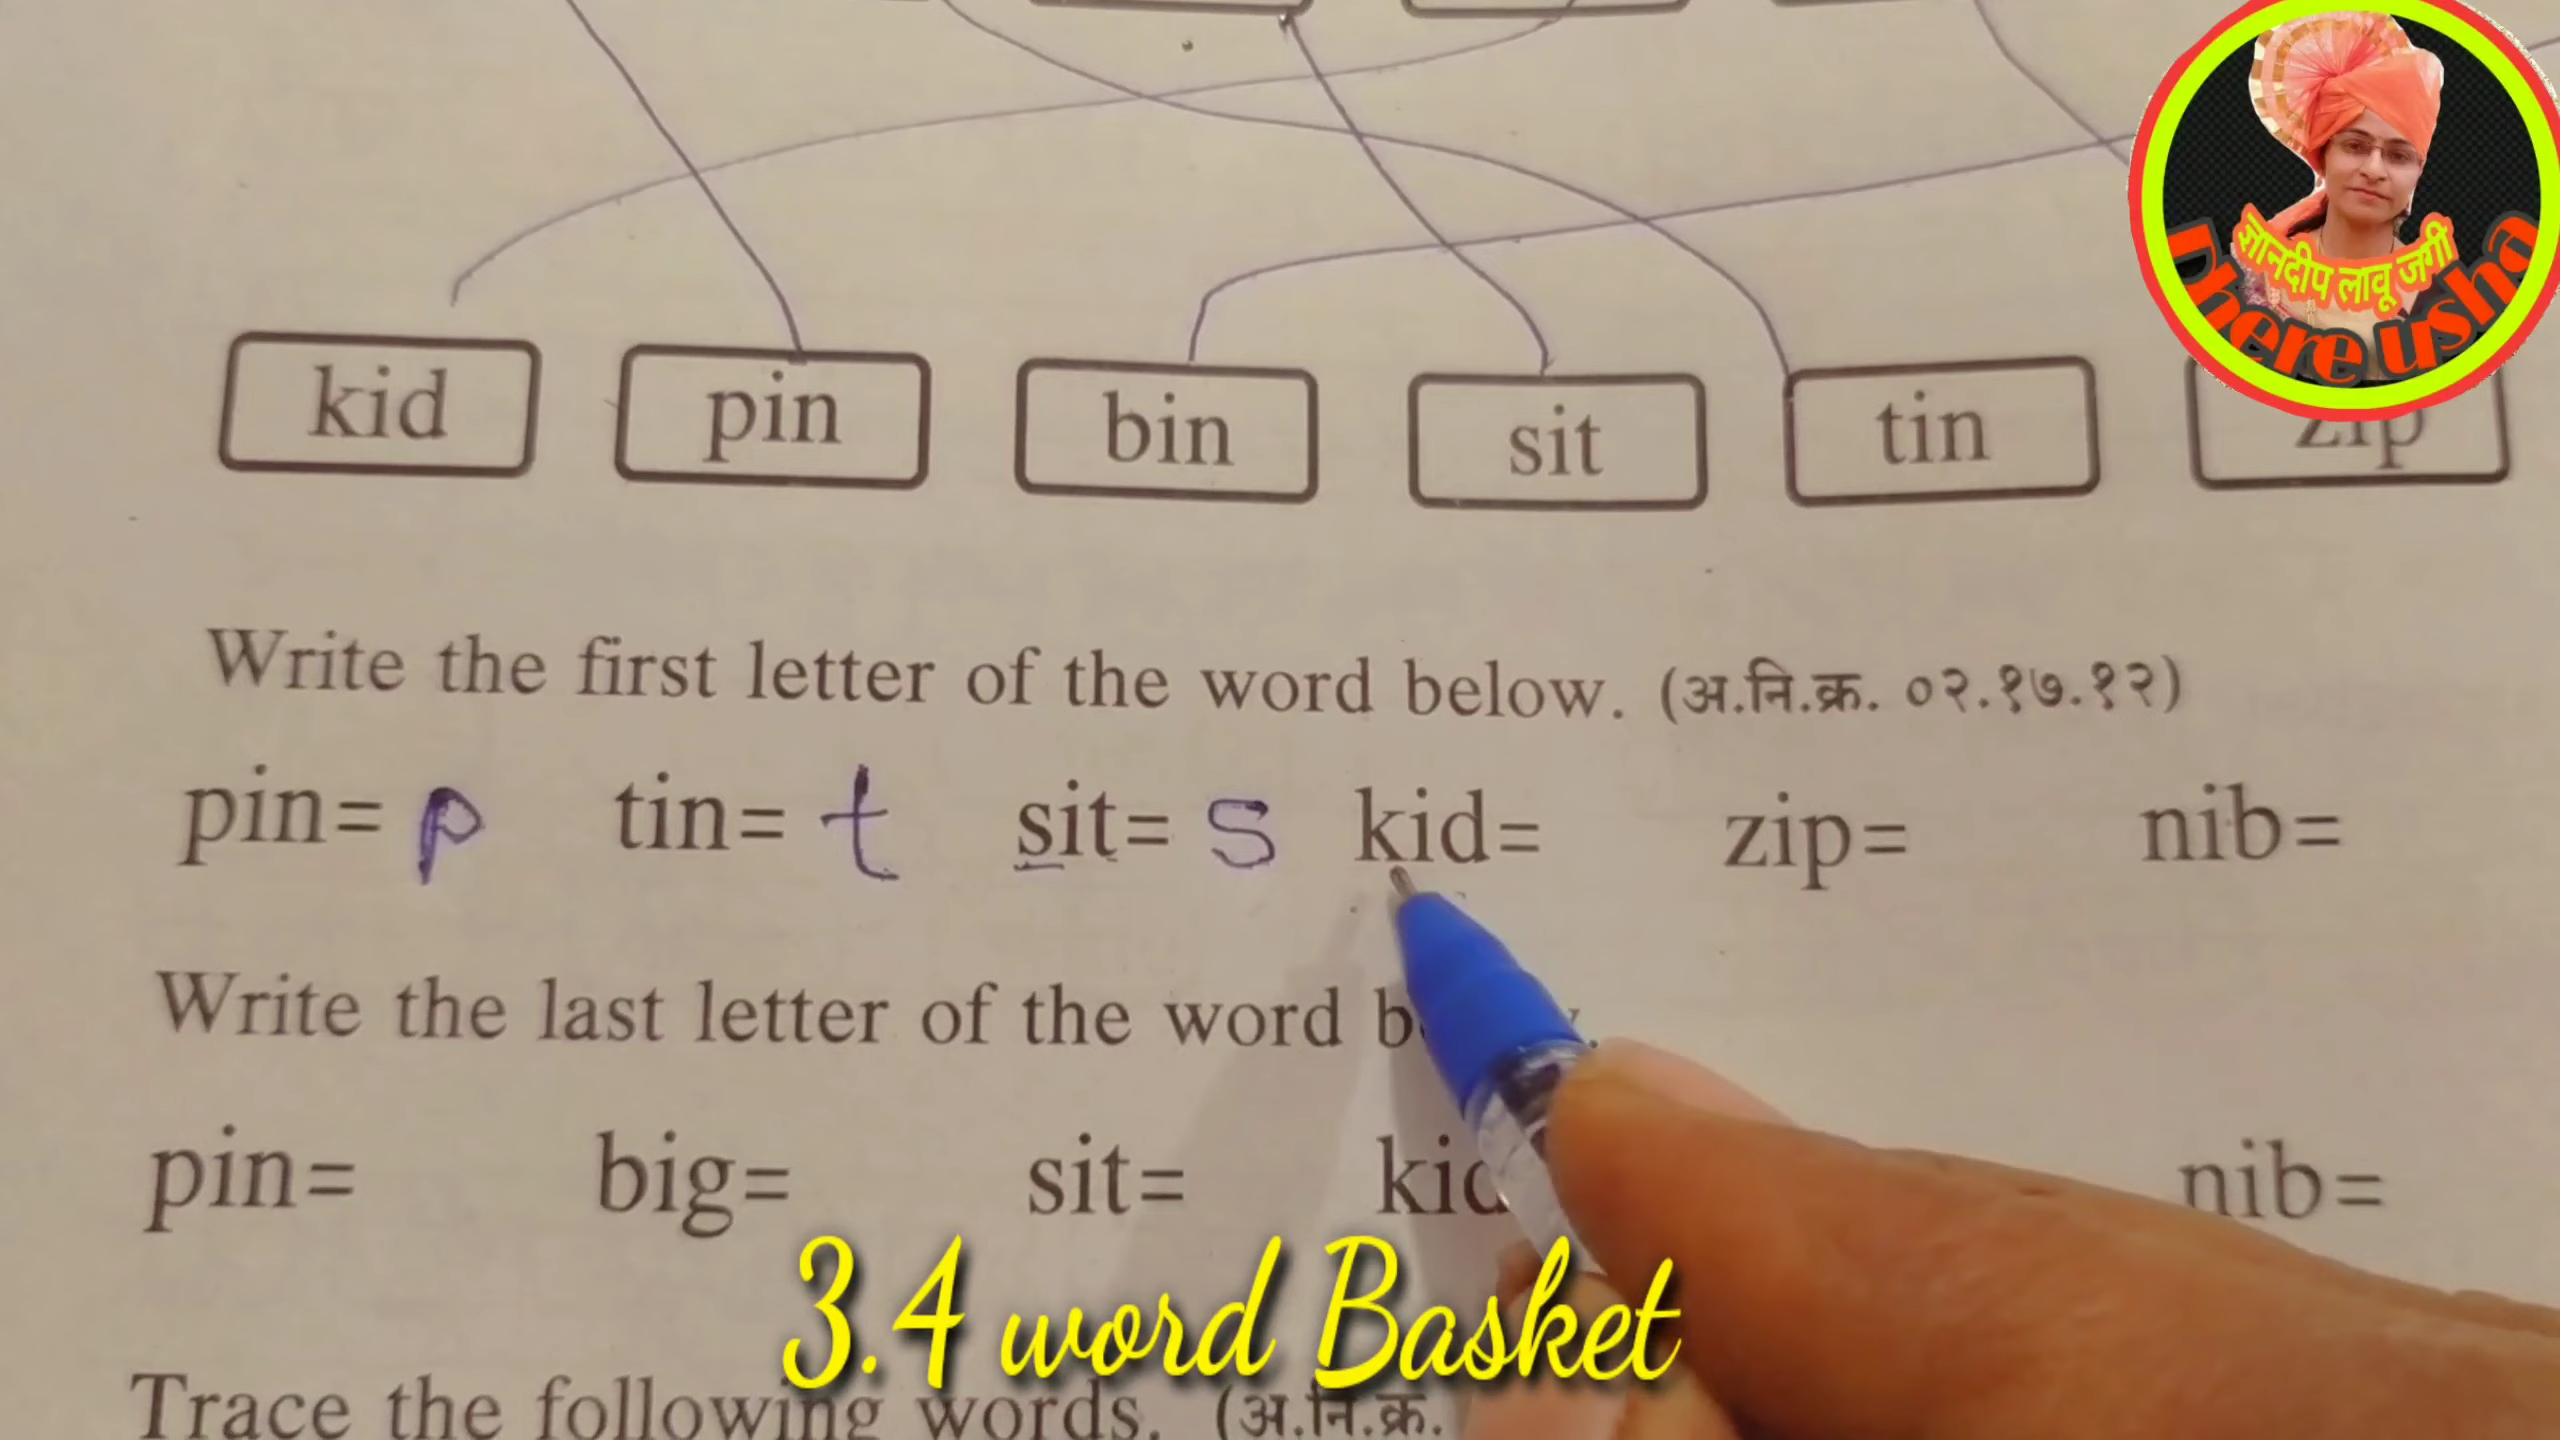 ज्ञानदीप लावू जगी
Dhere usha
kid pin bin sit tin zip
Write the first letter of the word below. (अ.नि.क्र. ०२.१७.१२)
pin= p tin= t sit= s kid= zip= nib=
Write the last letter of the word
pin= big= sit= nib=
3.4 word Basket
Trace the following words. (अ.नि.क्र.